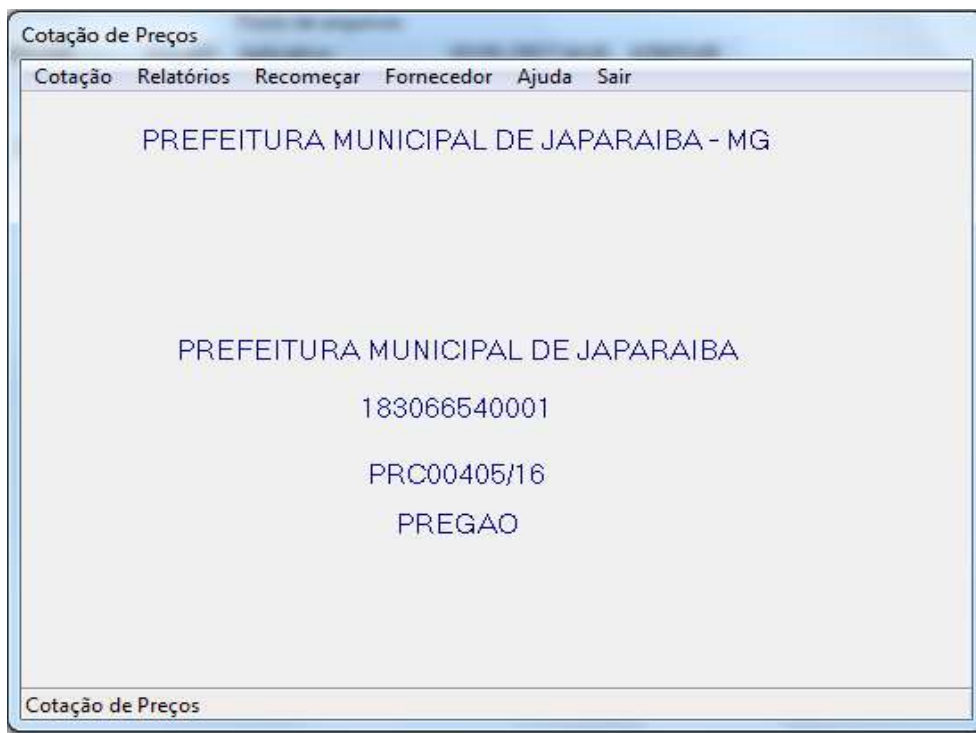 Cotação de Preços
Cotação Relatórios Recomeçar Fornecedor Ajuda Sair
PREFEITURA MUNICIPAL DE JAPARAIBA - MG
PREFEITURA MUNICIPAL DE JAPARAIBA
183066540001
PRC00405/16
PREGAO
Cotação de Preços